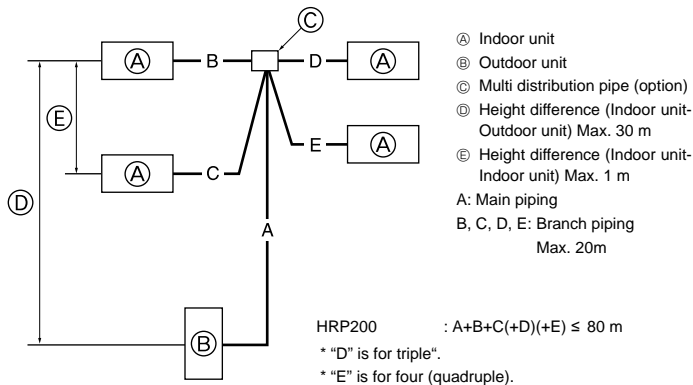 Ⓒ
Ⓐ B D Ⓐ
Ⓔ
Ⓐ C E Ⓐ
Ⓓ
A
Ⓑ
Ⓐ Indoor unit
Ⓑ Outdoor unit
Ⓒ Multi distribution pipe (option)
Ⓓ Height difference (Indoor unit-
Outdoor unit) Max. 30 m
Ⓔ Height difference (Indoor unit-
Indoor unit) Max. 1 m
A: Main piping
B, C, D, E: Branch piping
Max. 20m
HRP200 : A+B+C(+D)(+E) ≤ 80 m
* “D” is for triple“.
* “E” is for four (quadruple).